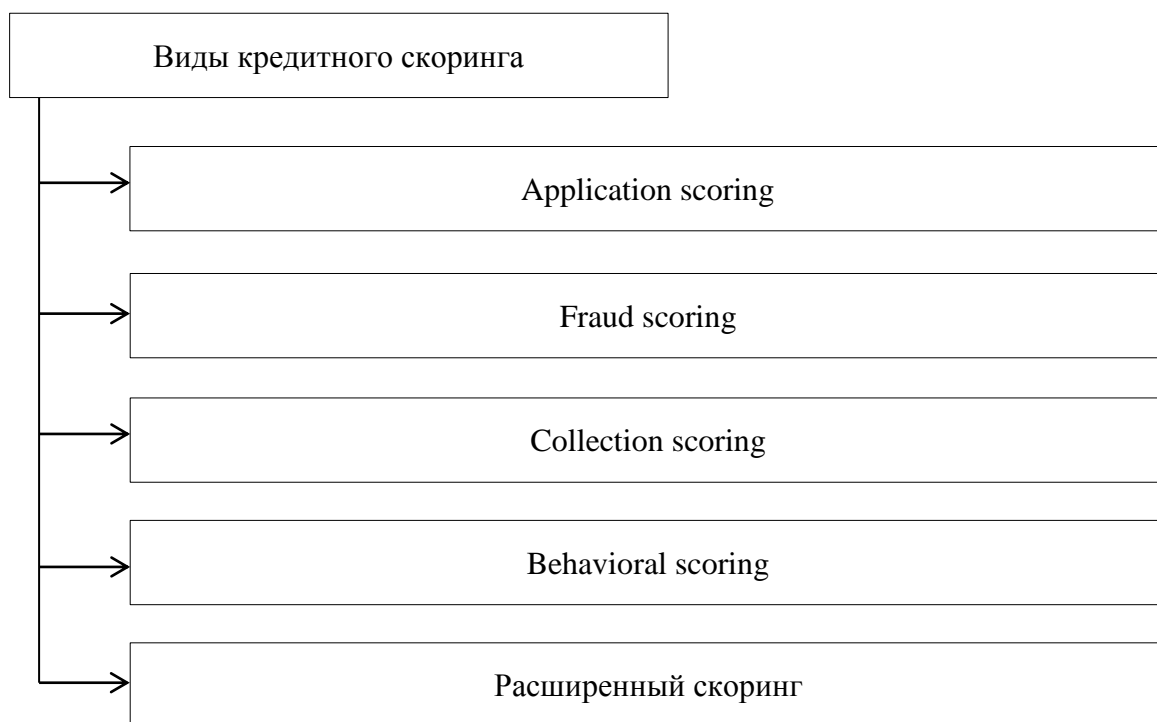 Виды кредитного скоринга
Application scoring
Fraud scoring
Collection scoring
Behavioral scoring
Расширенный скоринг